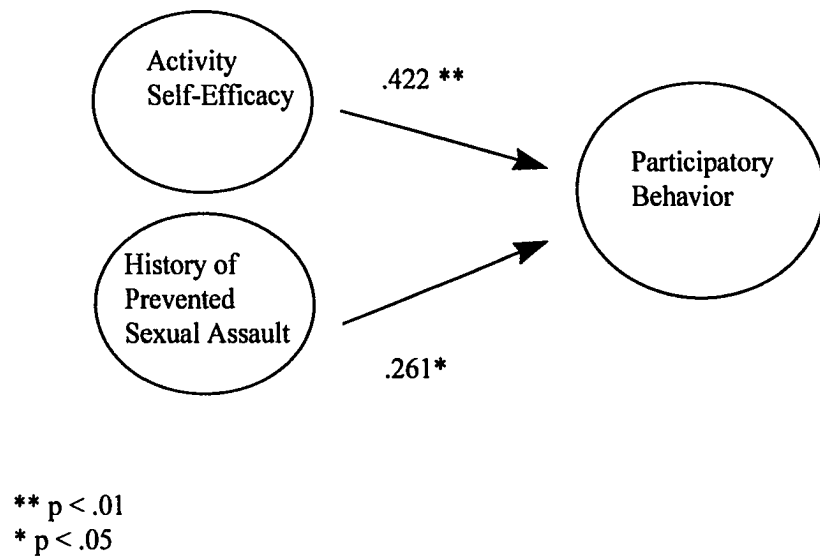 Activity
Self-Efficacy
.422 **
Participatory
Behavior
History of
Prevented
Sexual Assault
.261*
** p < .01
* p < .05